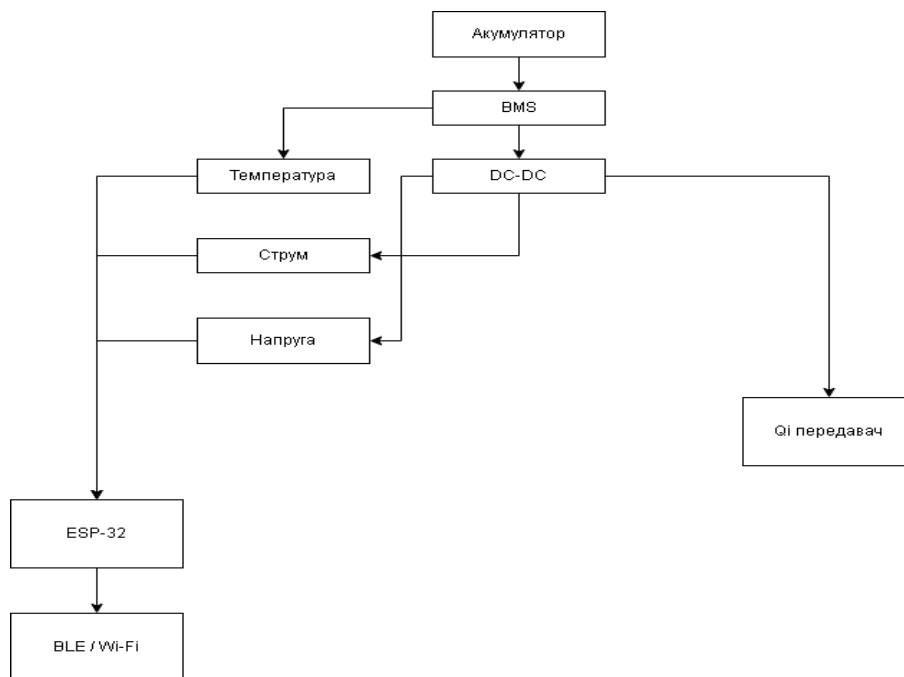 Акумулятор
BMS
Температура
DC-DC
Струм
Напруга
Qi передавач
ESP-32
BLE / Wi-Fi